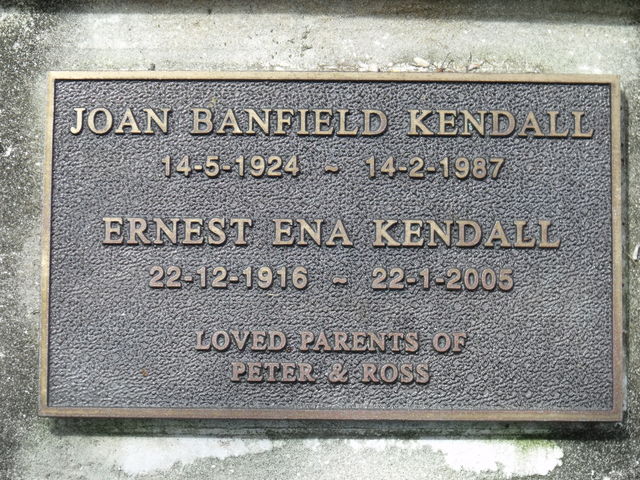 JOAN BANFIELD KENDALL
14-5-1924 ~ 14-2-1987
ERNEST ENA KENDALL
22-12-1916 ~ 22-1-2005
LOVED PARENTS OF
PETER & ROSS